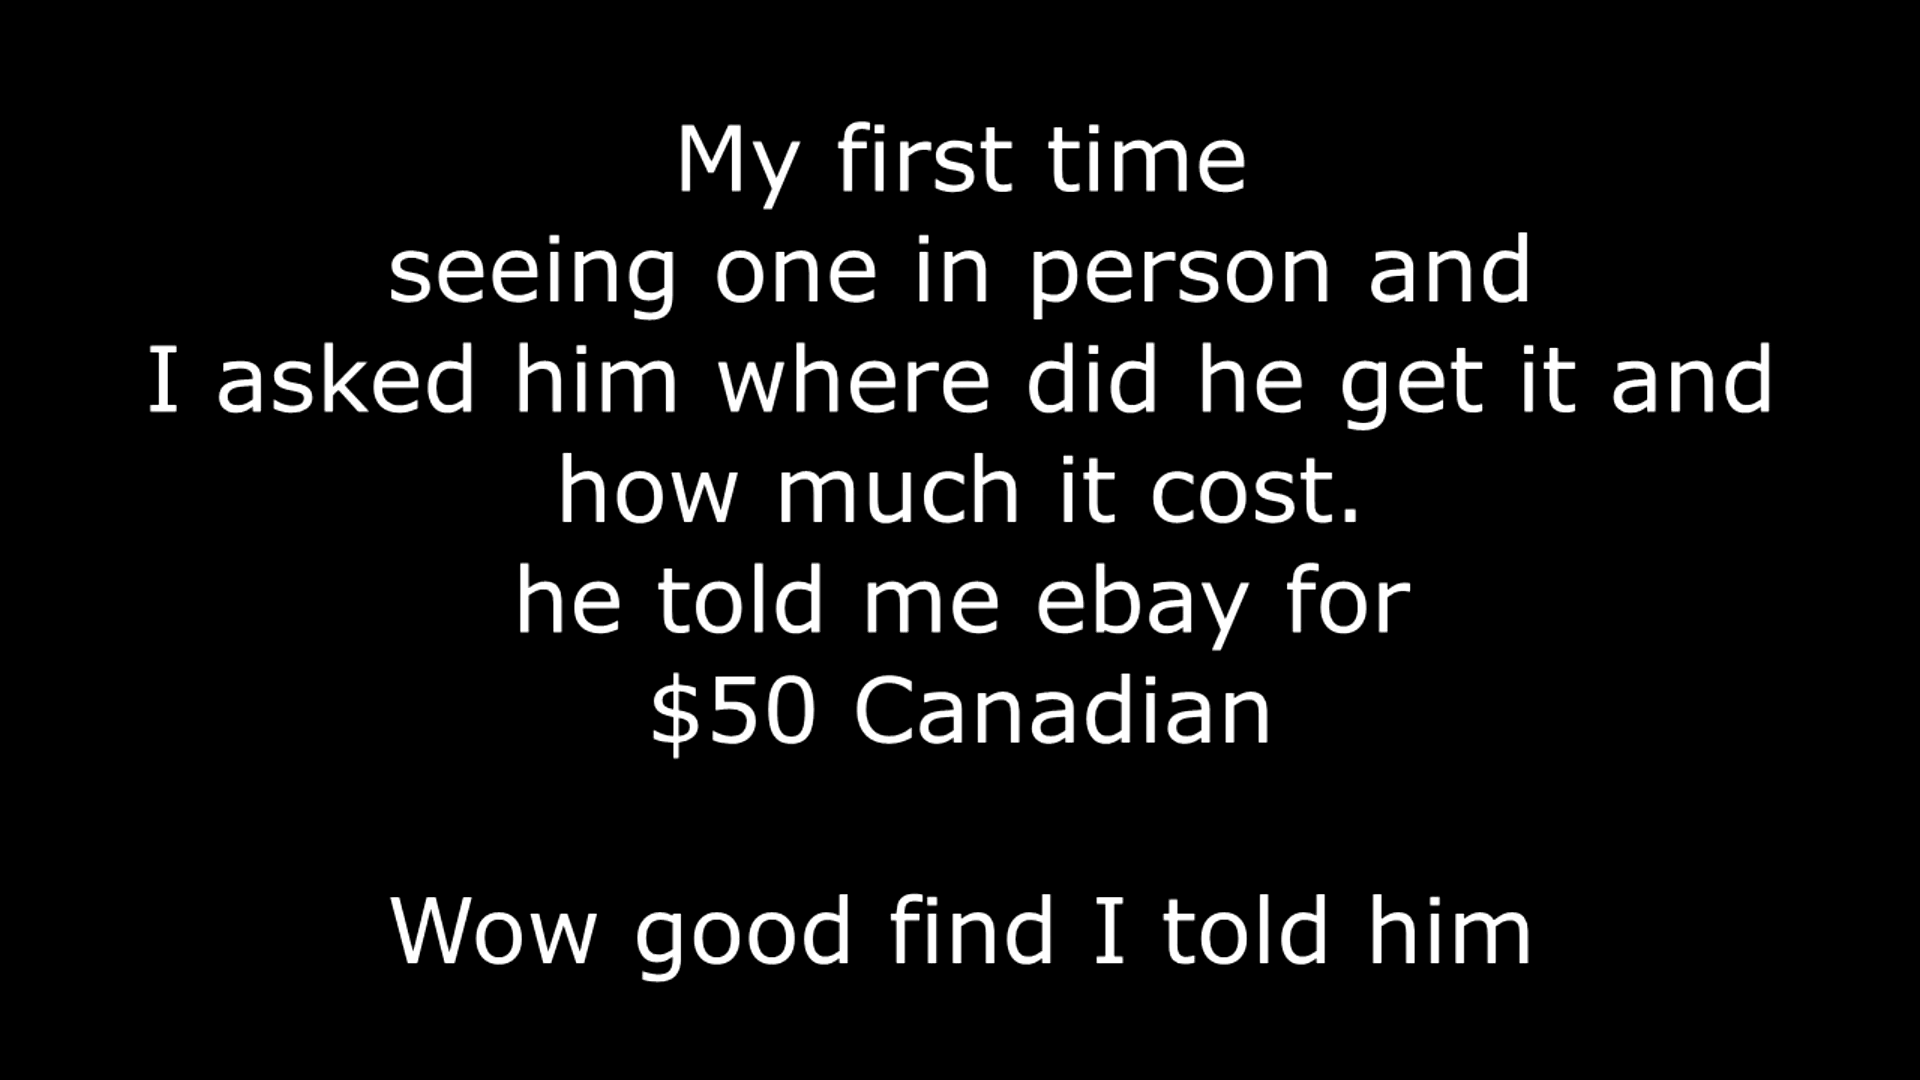 My first time
seeing one in person and
I asked him where did he get it and
how much it cost.
he told me ebay for
$50 Canadian
Wow good find I told him